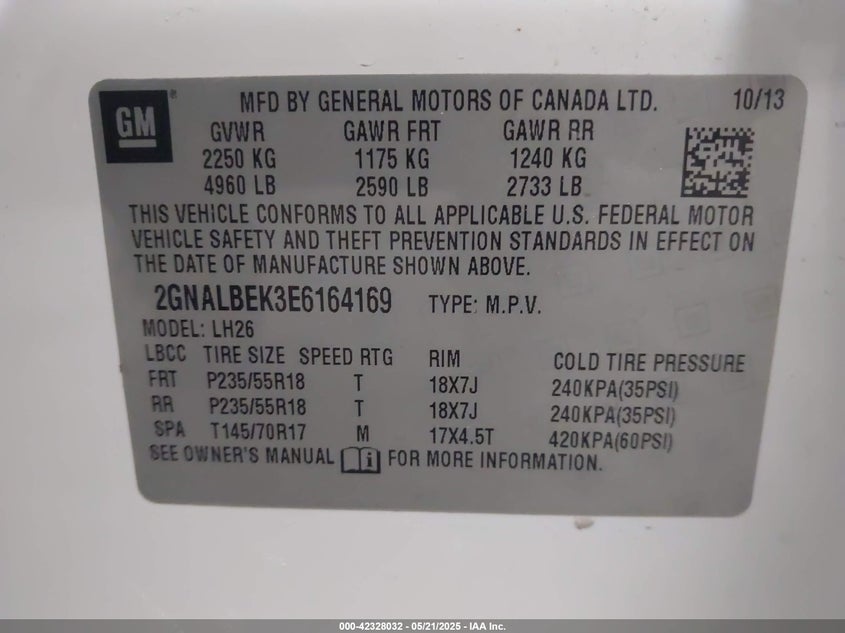 GM® MFD BY GENERAL MOTORS OF CANADA LTD. 10/13
GVWR GAWR FRT GAWR RR
2250 KG 1175 KG 1240 KG
4960 LB 2590 LB 2733 LB
THIS VEHICLE CONFORMS TO ALL APPLICABLE U.S. FEDERAL MOTOR
VEHICLE SAFETY AND THEFT PREVENTION STANDARDS IN EFFECT ON
THE DATE OF MANUFACTURE SHOWN ABOVE.
2GNALBEK3E6164169 TYPE: M.P.V.
MODEL: LH26
LBCC TIRE SIZE SPEED RTG RIM COLD TIRE PRESSURE
FRT P235/55R18 T 18X7J 240KPA(35PSI)
RR P235/55R18 T 18X7J 240KPA(35PSI)
SPA T145/70R17 M 17X4.5T 420KPA(60PSI)
SEE OWNER'S MANUAL i FOR MORE INFORMATION.
000-42328032 - 05/21/2025 - IAA Inc.